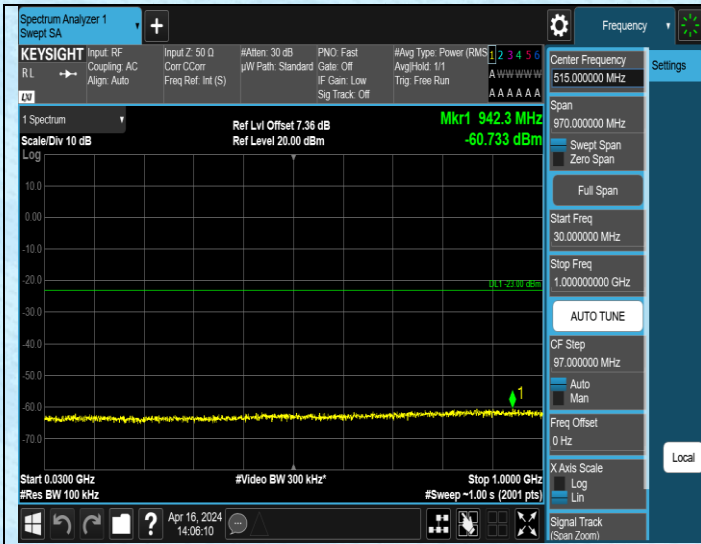 Spectrum Analyzer 1
Swept SA
Frequency
KEYSIGHT
RL
LXI
Input: RF
Coupling: AC
Align: Auto
Input Z: 50 Ω
Corr CCorr
Freq Ref: Int (S)
#Atten: 30 dB
µW Path: Standard
PNO: Fast
Gate: Off
IF Gain: Low
Sig Track: Off
#Avg Type: Power (RMS
Avg|Hold: 1/1
Trig: Free Run
1 2 3 4 5 6
A W W W W W
A A A A A A
1 Spectrum
Scale/Div 10 dB
Log
Ref Lvl Offset 7.36 dB
Ref Level 20.00 dBm
Mkr1 942.3 MHz
-60.733 dBm
10.0
0.00
-10.0
-20.0
DL1 -23.00 dBm
-30.0
-40.0
-50.0
1
-60.0
-70.0
Start 0.0300 GHz
#Res BW 100 kHz
#Video BW 300 kHz*
Stop 1.0000 GHz
#Sweep ~1.00 s (2001 pts)
?
Apr 16, 2024
14:06:10
Center Frequency
515.000000 MHz
Span
970.000000 MHz
Swept Span
Zero Span
Full Span
Start Freq
30.000000 MHz
Stop Freq
1.000000000 GHz
AUTO TUNE
CF Step
97.000000 MHz
Auto
Man
Freq Offset
0 Hz
X Axis Scale
Log
Lin
Signal Track
(Span Zoom)
Settings
Local